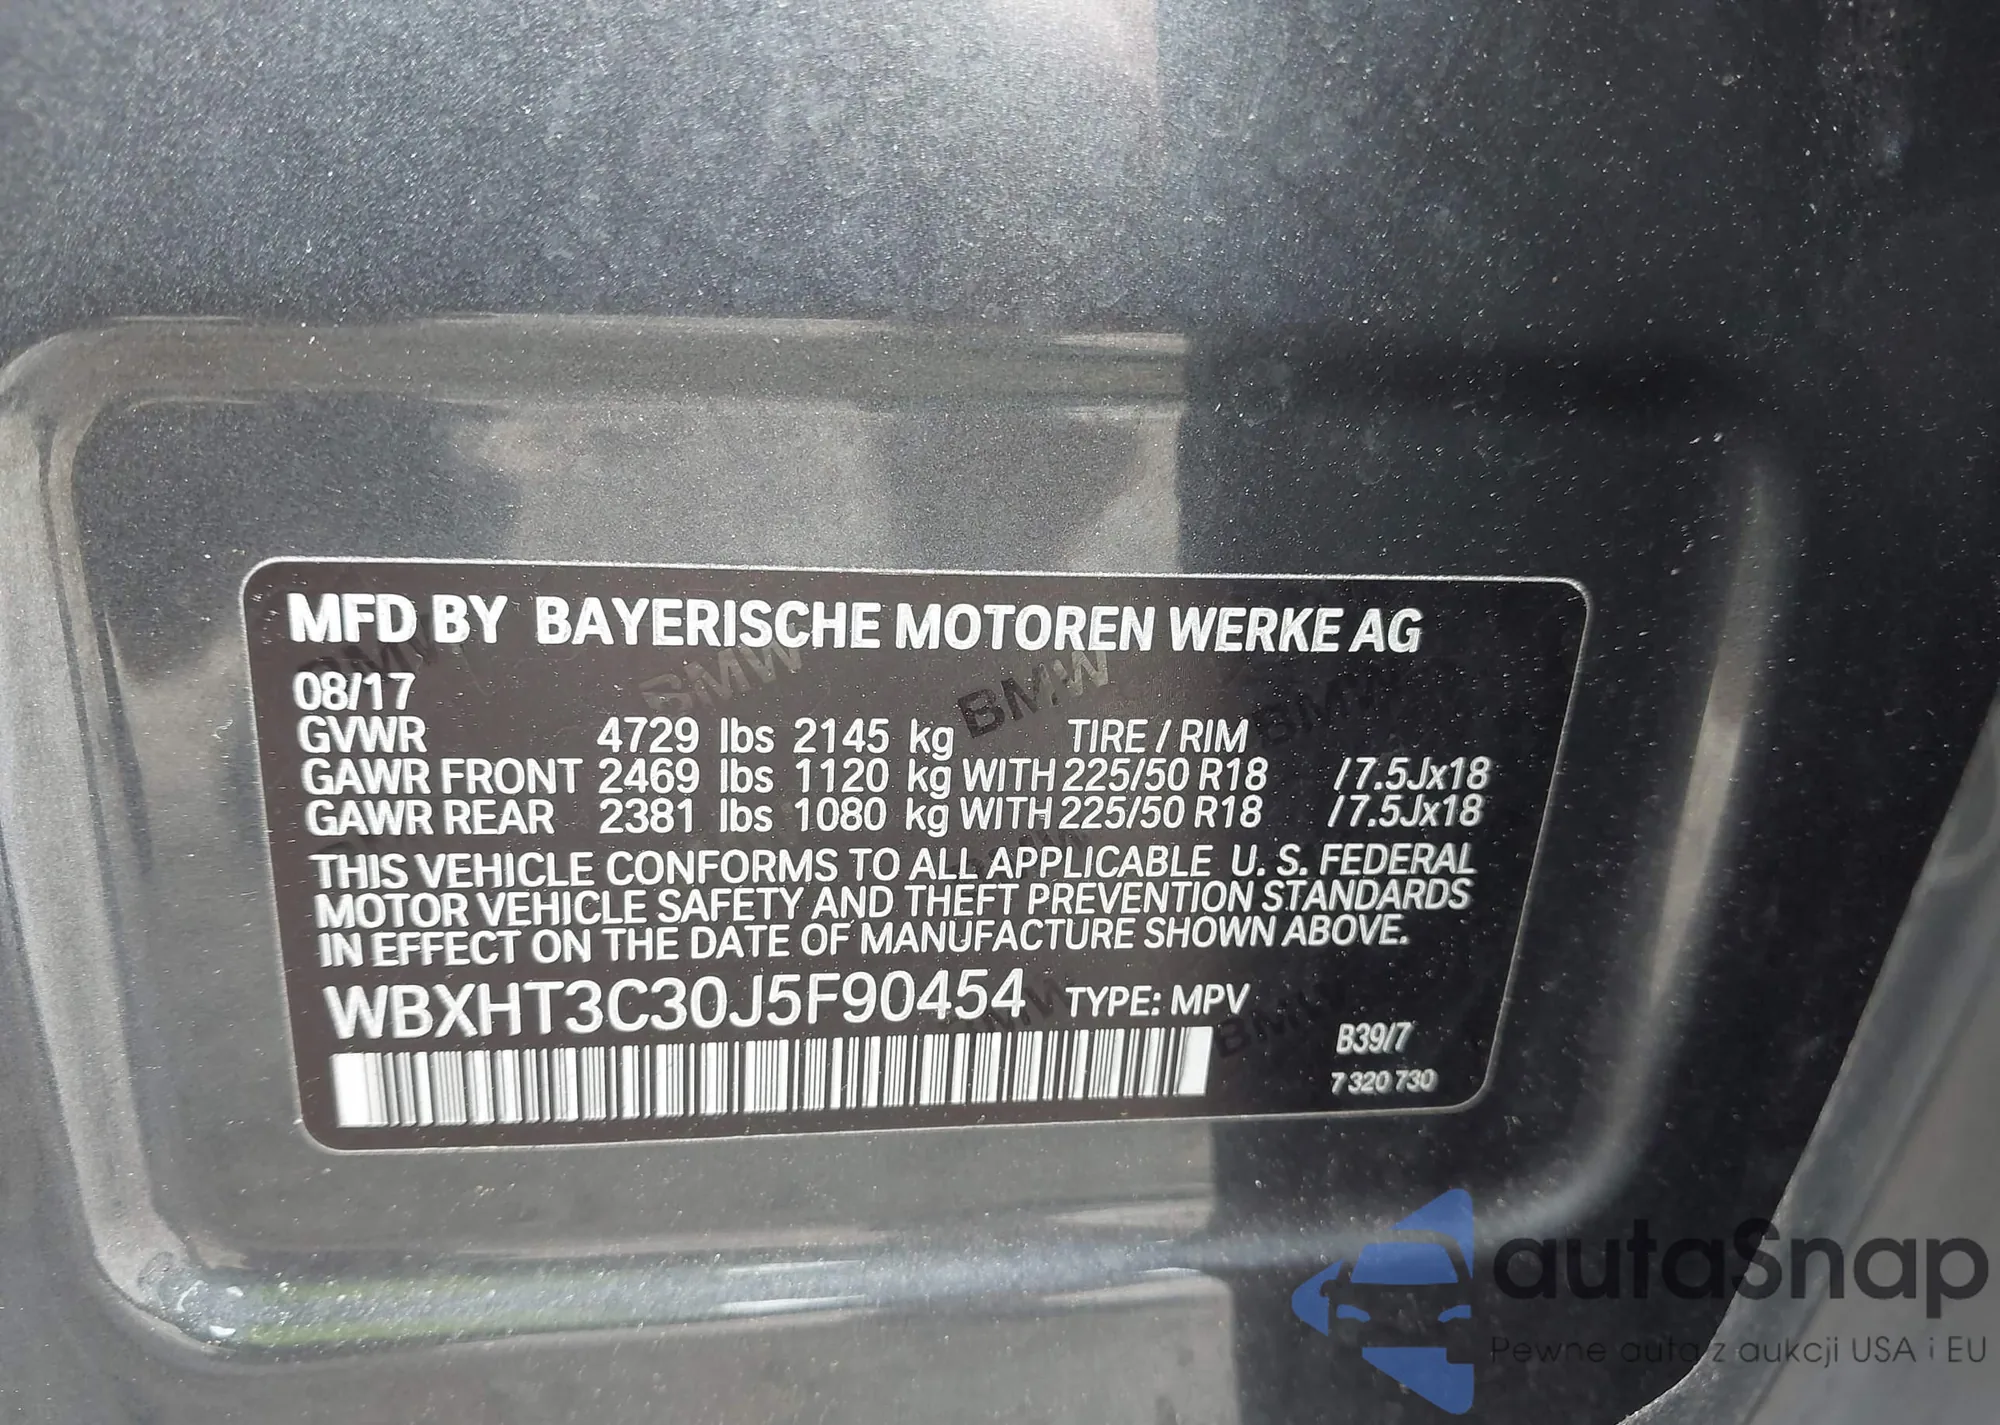 MFD BY BAYERISCHE MOTOREN WERKE AG
08/17
GVWR 4729 lbs 2145 kg TIRE / RIM
GAWR FRONT 2469 lbs 1120 kg WITH 225/50 R18 / 7.5Jx18
GAWR REAR 2381 lbs 1080 kg WITH 225/50 R18 / 7.5Jx18
THIS VEHICLE CONFORMS TO ALL APPLICABLE U. S. FEDERAL
MOTOR VEHICLE SAFETY AND THEFT PREVENTION STANDARDS
IN EFFECT ON THE DATE OF MANUFACTURE SHOWN ABOVE.
WBXHT3C30J5F90454 TYPE: MPV
B39/7
7 320 730
BMW BMW BMW BMW
autaSnap
Pewne auta z aukcji USA i EU